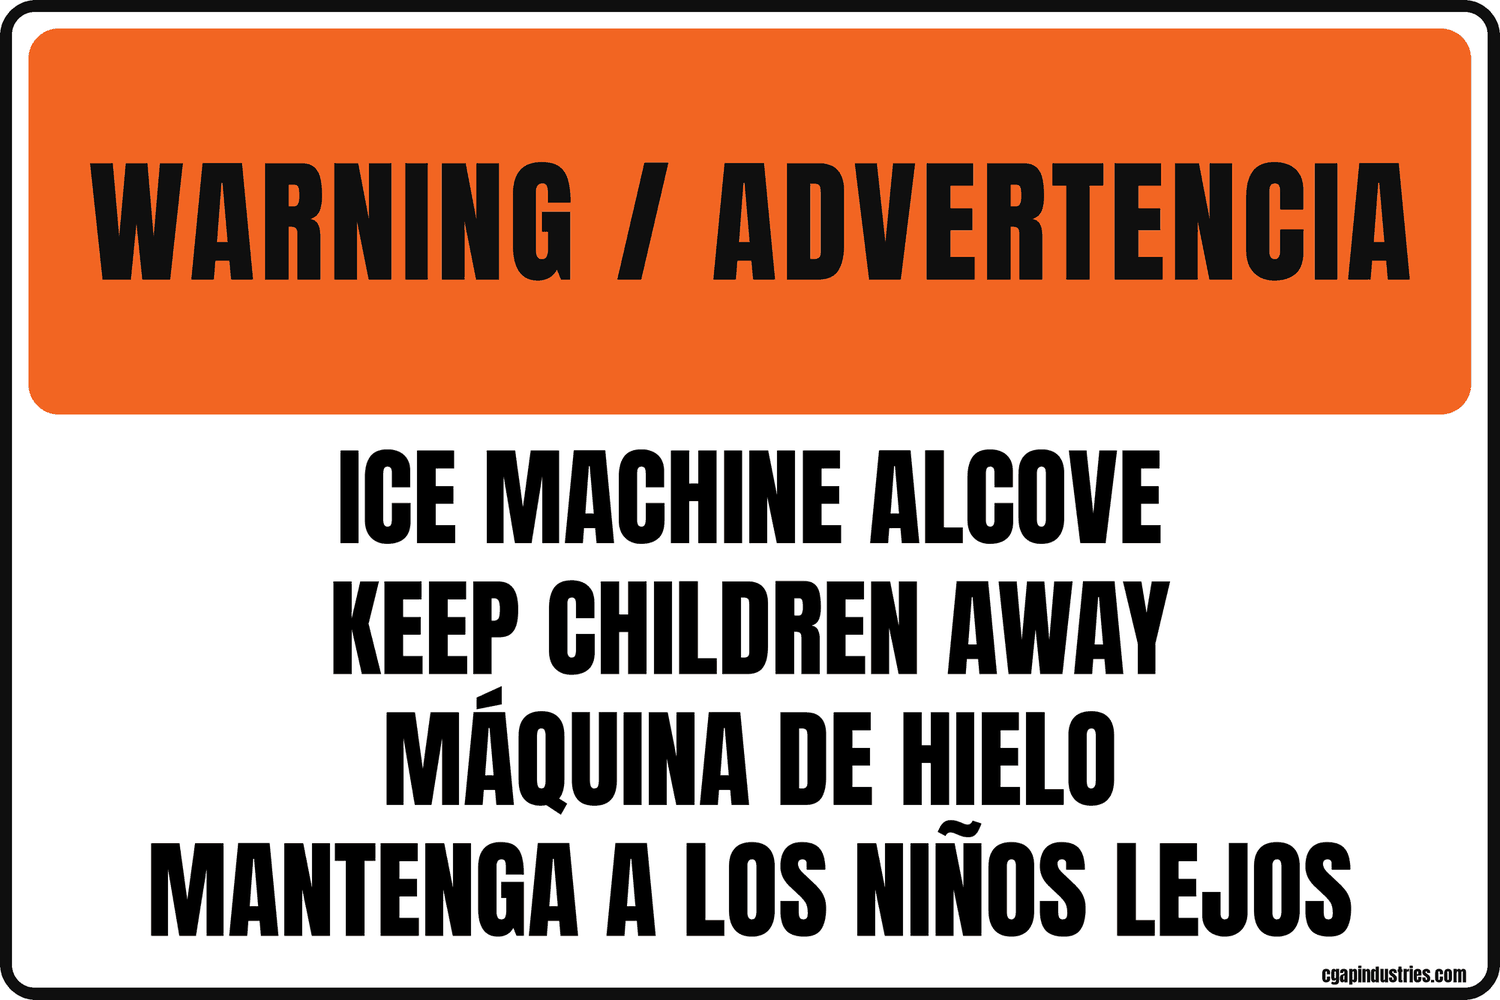 WARNING / ADVERTENCIA
ICE MACHINE ALCOVE
KEEP CHILDREN AWAY
MÁQUINA DE HIELO
MANTENGA A LOS NIÑOS LEJOS
cgapindustries.com